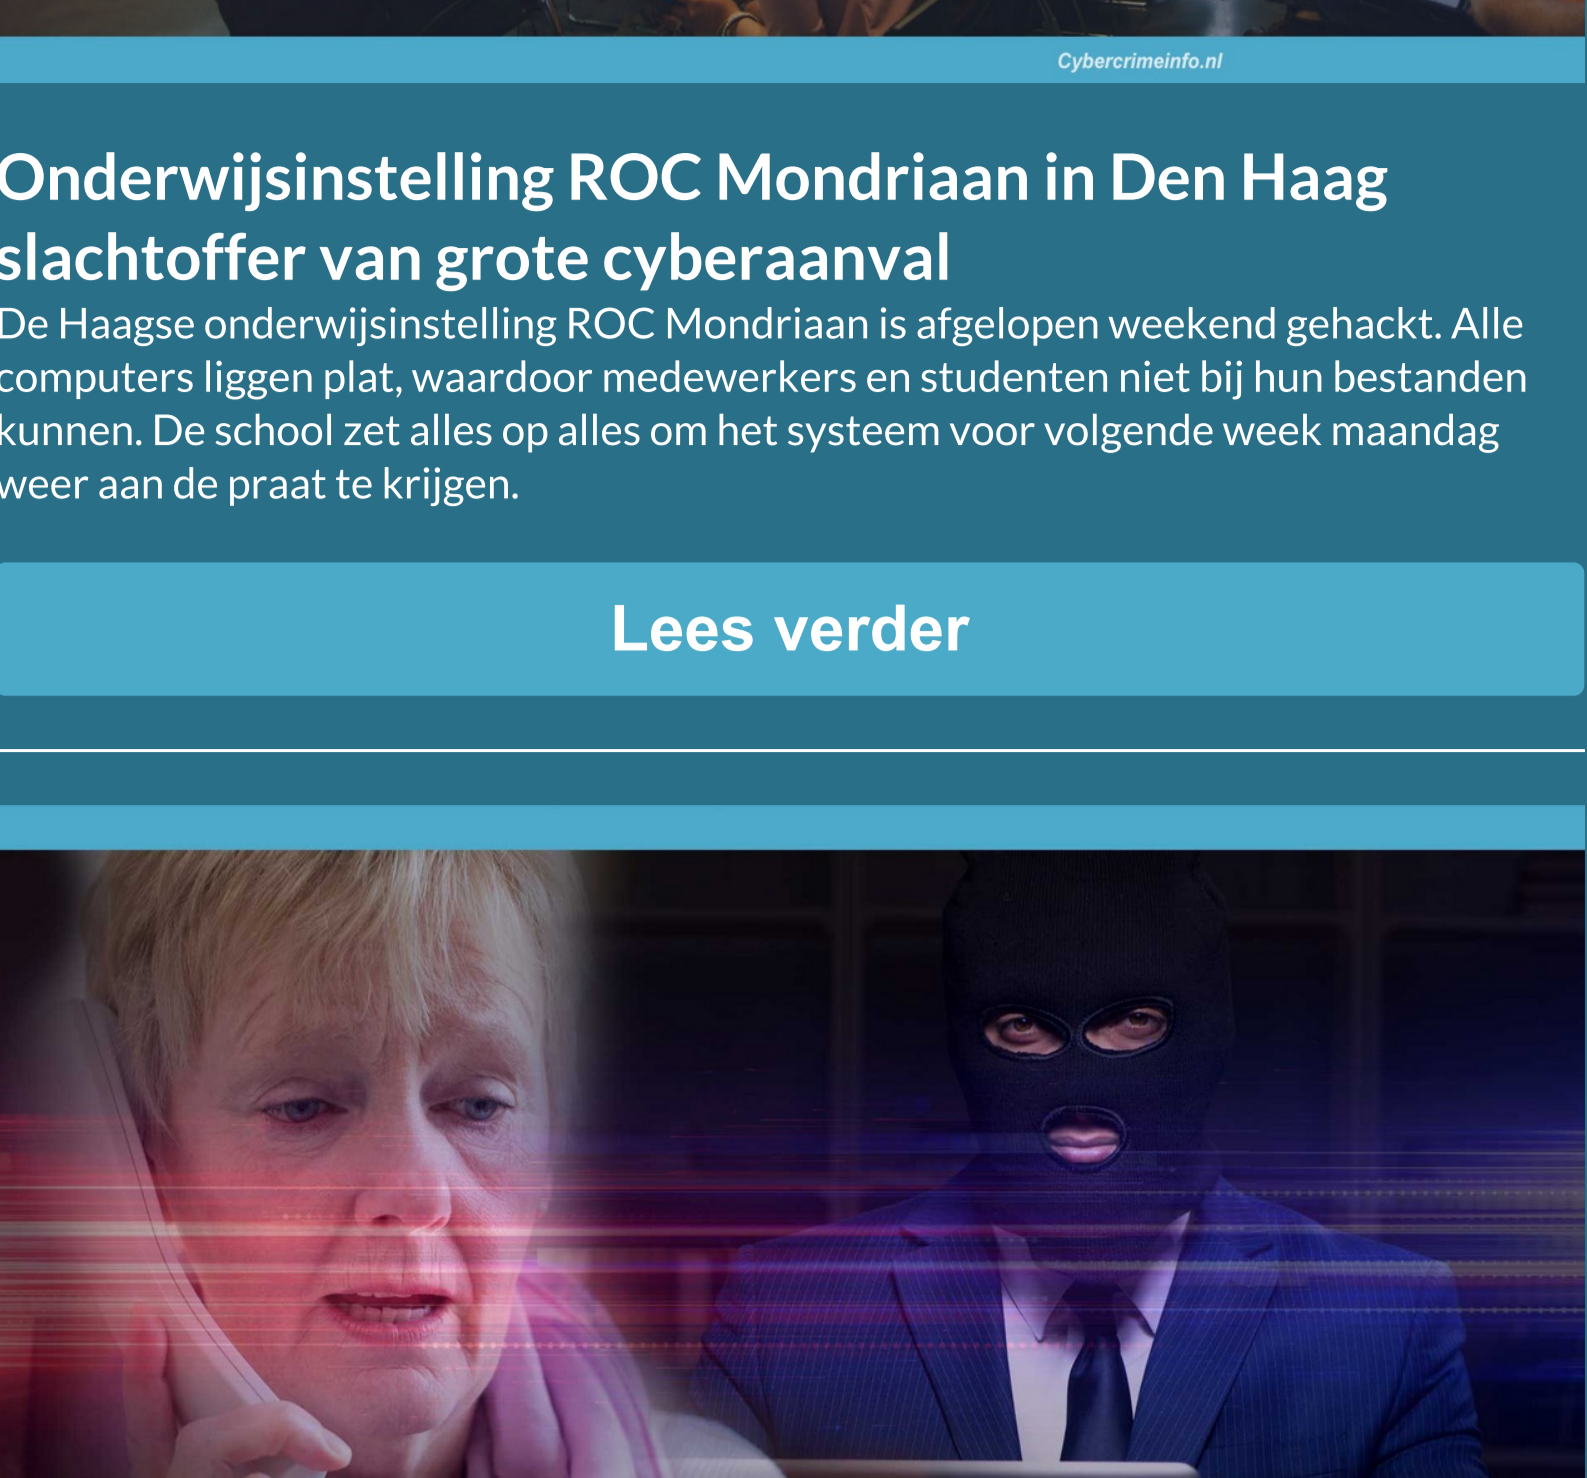 Cybercrimeinfo.nl
Onderwijsinstelling ROC Mondriaan in Den Haag
slachtoffer van grote cyberaanval
De Haagse onderwijsinstelling ROC Mondriaan is afgelopen weekend gehackt. Alle
computers liggen plat, waardoor medewerkers en studenten niet bij hun bestanden
kunnen. De school zet alles op alles om het systeem voor volgende week maandag
weer aan de praat te krijgen.
Lees verder